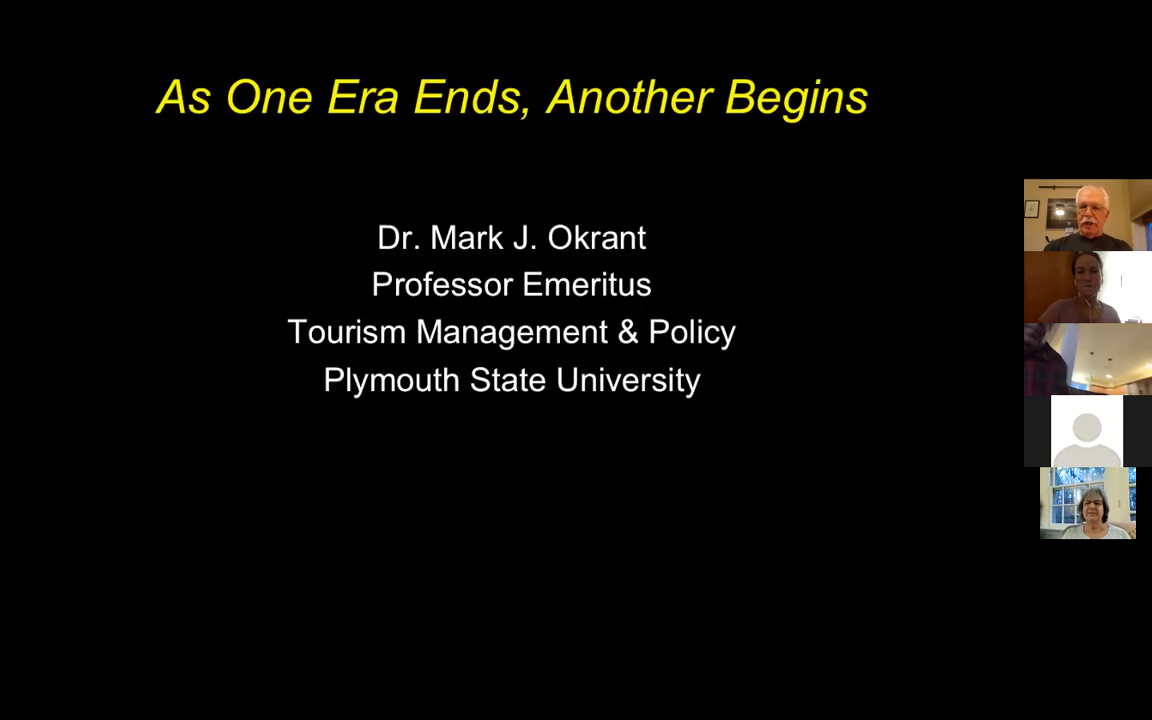 As One Era Ends, Another Begins
Dr. Mark J. Okrant
Professor Emeritus
Tourism Management & Policy
Plymouth State University